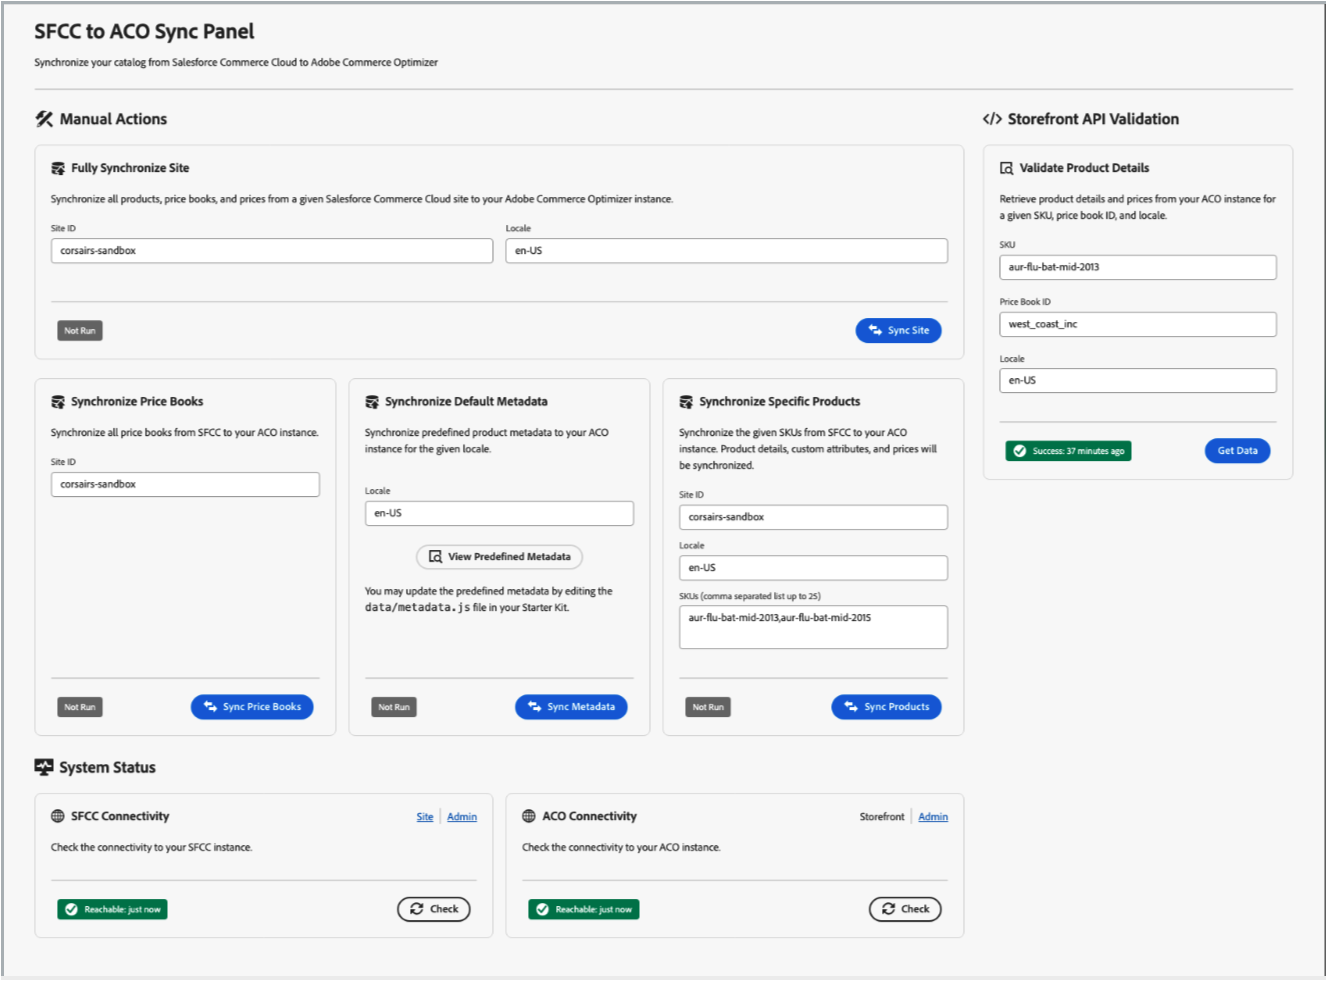 SFCC to ACO Sync Panel
Synchronize your catalog from Salesforce Commerce Cloud to Adobe Commerce Optimizer
Manual Actions
Fully Synchronize Site
Synchronize all products, price books, and prices from a given Salesforce Commerce Cloud site to your Adobe Commerce Optimizer instance.
Site ID
corsairs-sandbox
Locale
en-US
Not Run
Sync Site
Synchronize Price Books
Synchronize all price books from SFCC to your ACO instance.
Site ID
corsairs-sandbox
Not Run
Sync Price Books
Synchronize Default Metadata
Synchronize predefined product metadata to your ACO
instance for the given locale.
Locale
en-US
View Predefined Metadata
You may update the predefined metadata by editing the
data/metadata.js file in your Starter Kit.
Not Run
Sync Metadata
Synchronize Specific Products
Synchronize the given SKUs from SFCC to your ACO
instance. Product details, custom attributes, and prices will
be synchronized.
Site ID
corsairs-sandbox
Locale
en-US
SKUs (comma separated list up to 25)
aur-flu-bat-mid-2013,aur-flu-bat-mid-2015
Not Run
Sync Products
</> Storefront API Validation
Validate Product Details
Retrieve product details and prices from your ACO instance for
a given SKU, price book ID, and locale.
SKU
aur-flu-bat-mid-2013
Price Book ID
west_coast_inc
Locale
en-US
Success: 37 minutes ago
Get Data
System Status
SFCC Connectivity
Site | Admin
Check the connectivity to your SFCC instance.
Reachable: just now
Check
ACO Connectivity
Storefront | Admin
Check the connectivity to your ACO instance.
Reachable: just now
Check